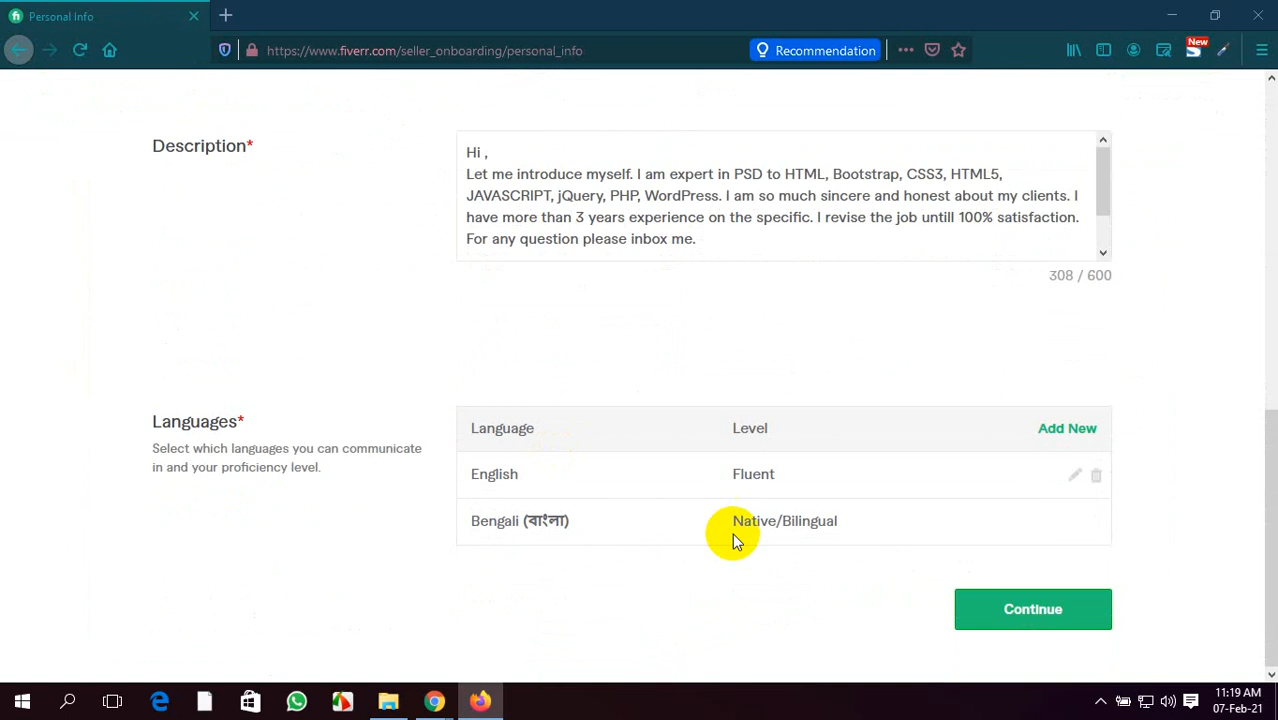 Personal Info
https://www.fiverr.com/seller_onboarding/personal_info
Recommendation
New
Description*
Hi ,
Let me introduce myself. I am expert in PSD to HTML, Bootstrap, CSS3, HTML5,
JAVASCRIPT, jQuery, PHP, WordPress. I am so much sincere and honest about my clients. I
have more than 3 years experience on the specific. I revise the job untill 100% satisfaction.
For any question please inbox me.
308 / 600
Languages*
Select which languages you can communicate
in and your proficiency level.
Language Level Add New
English Fluent
Bengali (বাংলা) Native/Bilingual
Continue
11:19 AM
07-Feb-21